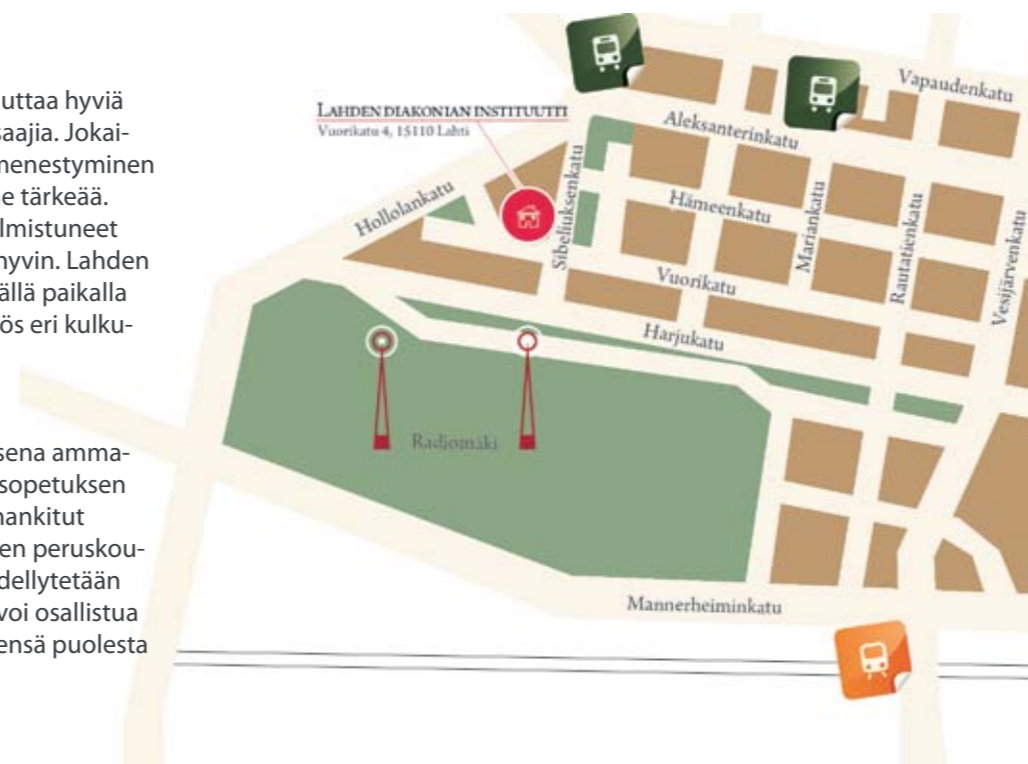 uttaa hyviä
saajia. Jokai-
menestyminen
e tärkeää.
lmistuneet
hyvin. Lahden
ällä paikalla
ös eri kulku-
sena amma-
sopetuksen
hankitut
en peruskou-
dellytetään
voi osallistua
ensä puolesta
LAHDEN DIAKONIAN INSTITUUTTI
Vuorikatu 4, 15110 Lahti
Vapaudenkatu
Aleksanterinkatu
Hollolankatu
Sibeliuksenkatu
Hämeenkatu
Mariankatu
Rautatienkatu
Vesijärvenkatu
Vuorikatu
Harjukatu
Radiomäki
Mannerheiminkatu